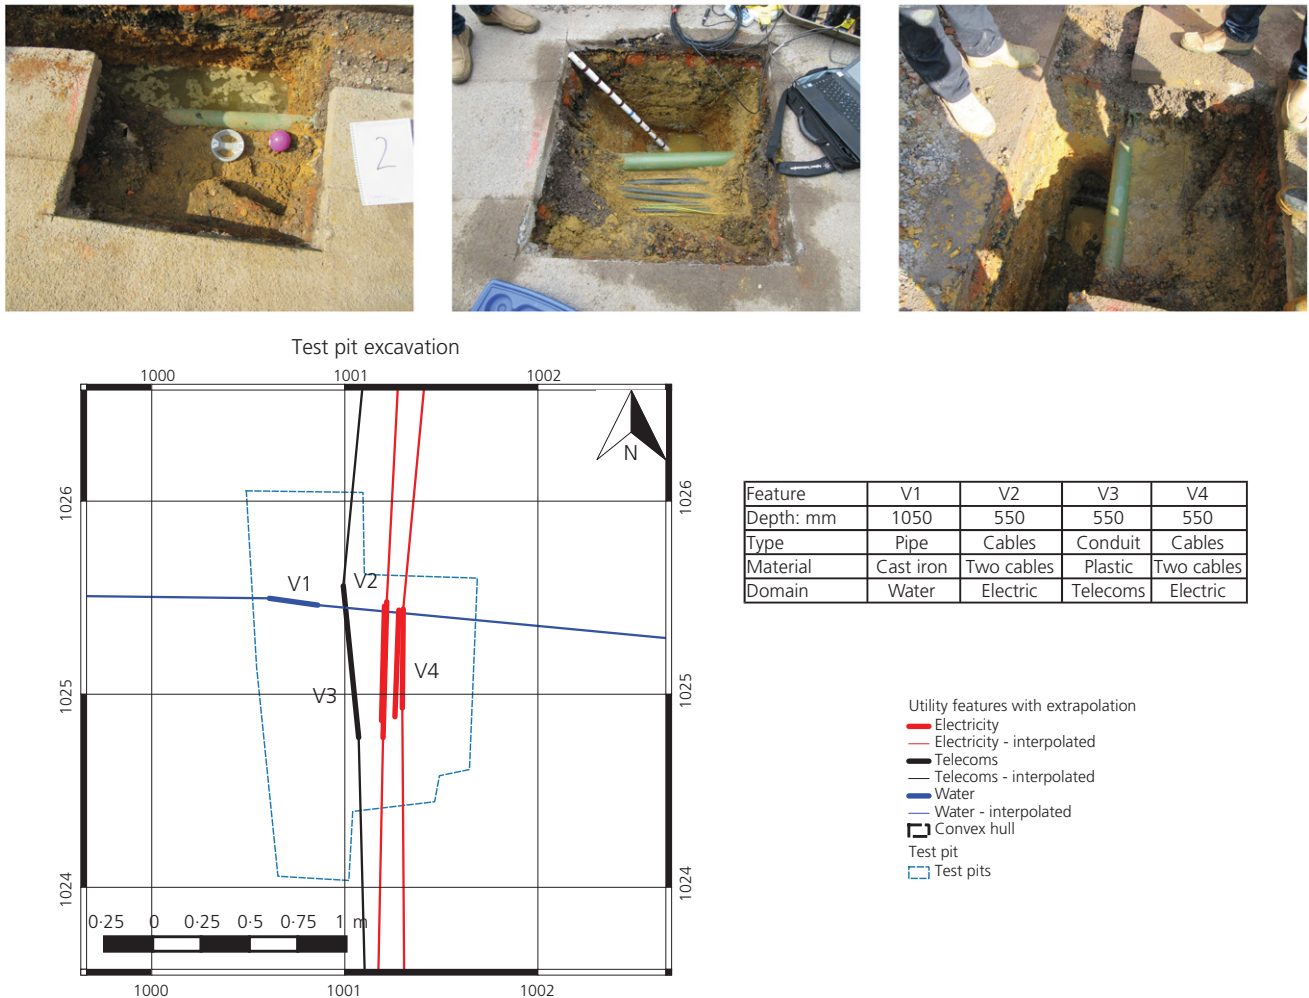 2
Test pit excavation
1000 1001 1002
1026 1026
V1 V2
V4
V3
1025 1025
1024 1024
N
0·25 0 0·25 0·5 0·75 1 m
1000 1001 1002
Feature V1 V2 V3 V4
Depth: mm 1050 550 550 550
Type Pipe Cables Conduit Cables
Material Cast iron Two cables Plastic Two cables
Domain Water Electric Telecoms Electric
Utility features with extrapolation
Electricity
Electricity - interpolated
Telecoms
Telecoms - interpolated
Water
Water - interpolated
Convex hull
Test pit
Test pits